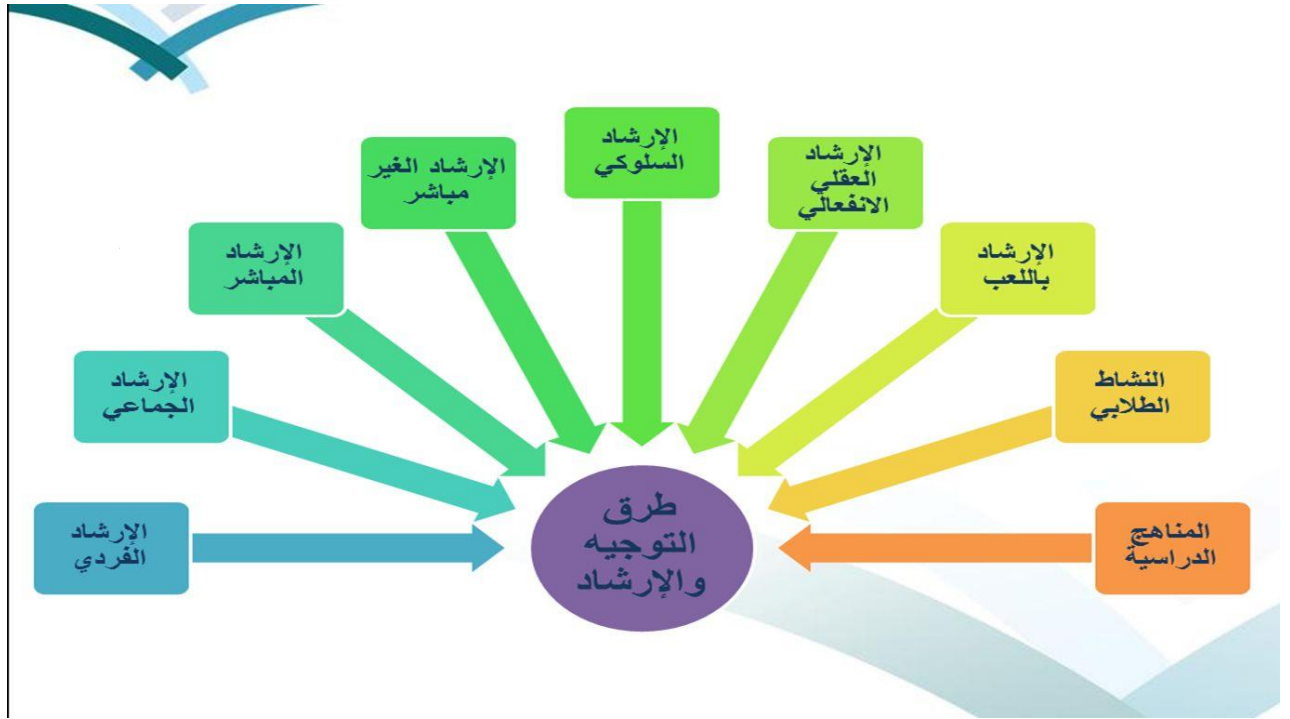 الإرشاد
السلوكي
الإرشاد
العقلي
الانفعالي
الإرشاد الغير
مباشر
الإرشاد
باللعب
الإرشاد
المباشر
النشاط
الطلابي
الإرشاد
الجماعي
المناهج
الدراسية
الإرشاد
الفردي
طرق
التوجيه
والإرشاد